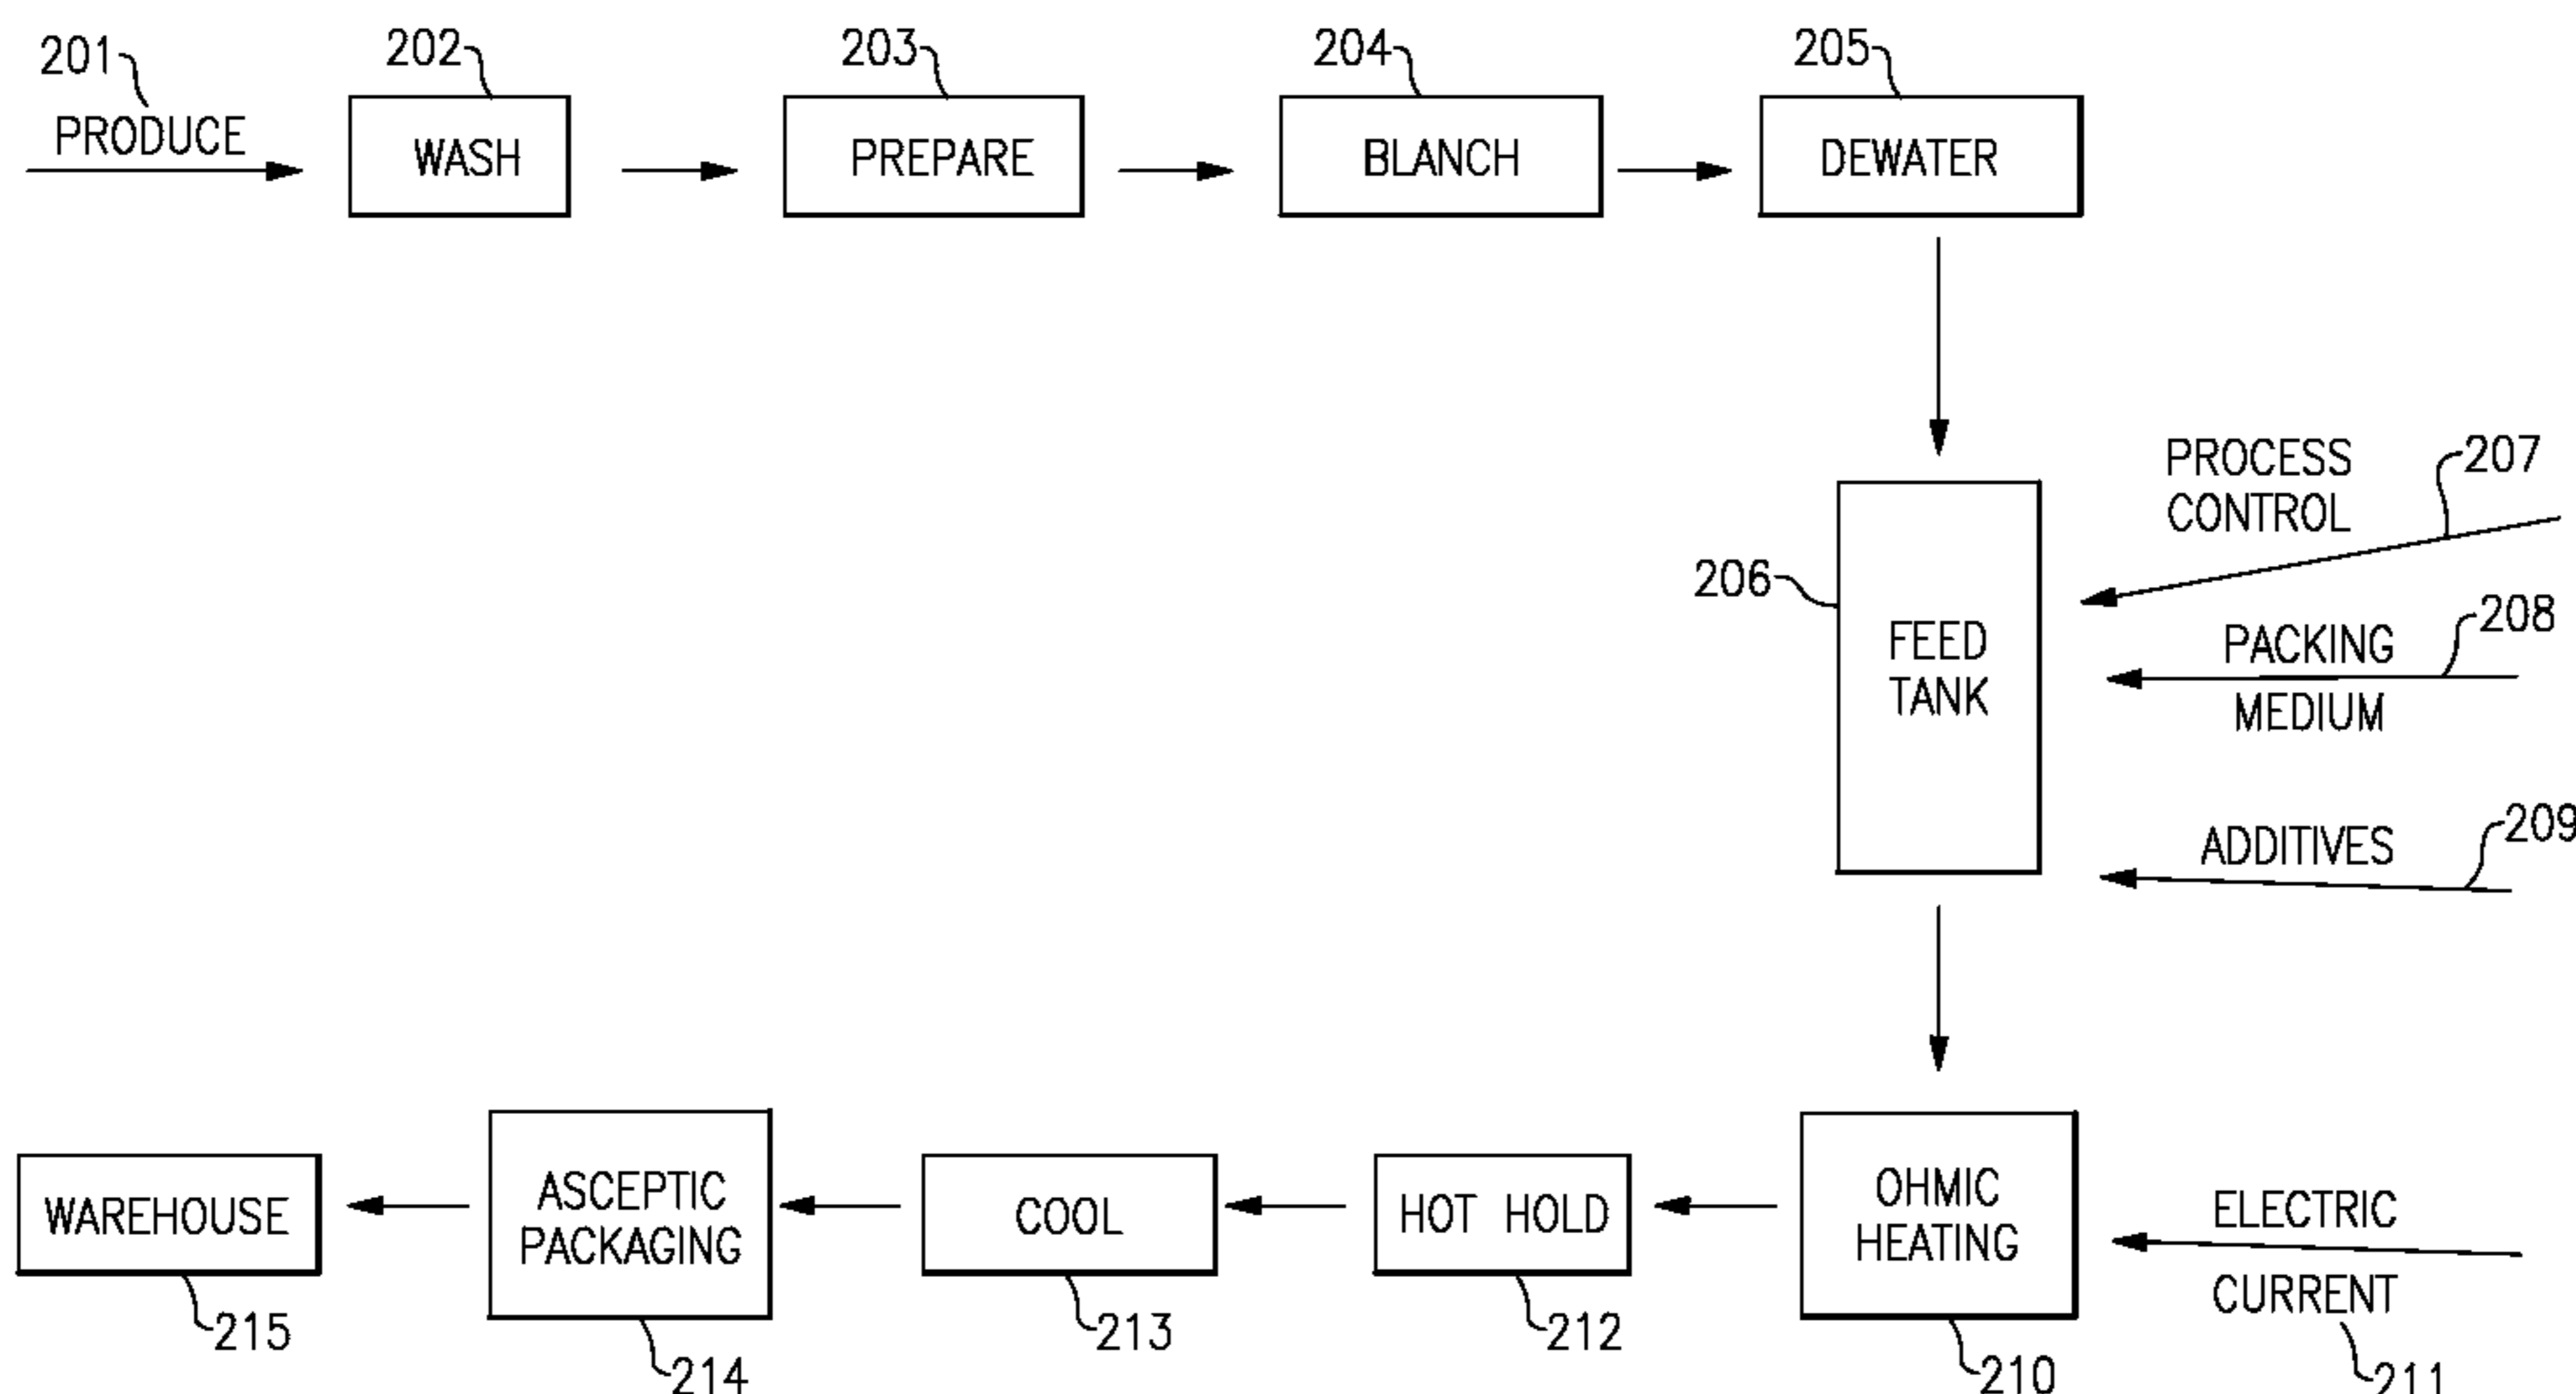 201
PRODUCE
202
WASH
203
PREPARE
204
BLANCH
205
DEWATER
206
FEED
TANK
PROCESS
CONTROL
207
PACKING
MEDIUM
208
ADDITIVES
209
OHMIC
HEATING
210
ELECTRIC
CURRENT
211
HOT HOLD
212
COOL
213
ASCEPTIC
PACKAGING
214
WAREHOUSE
215